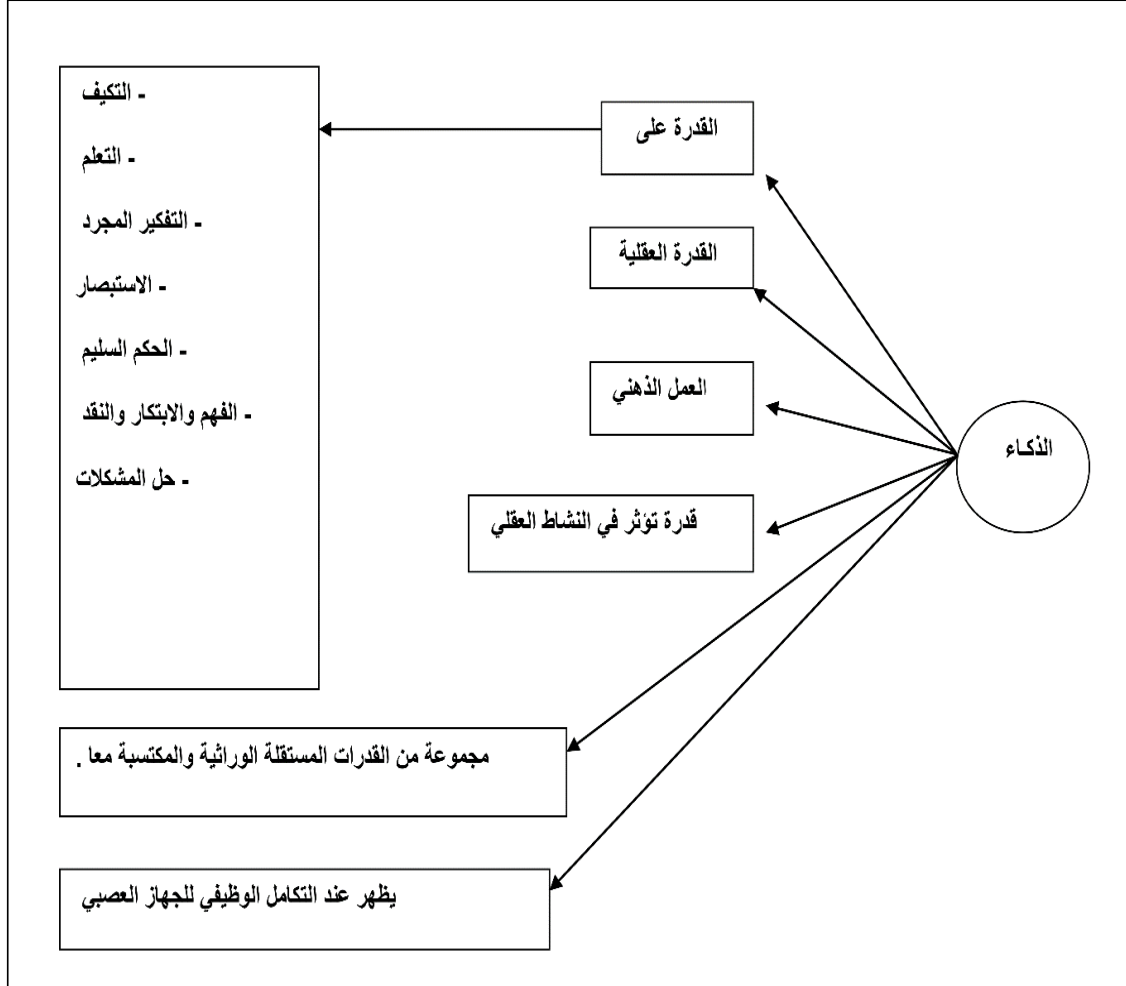 الذكـاء
القدرة على
- التكيف
- التعلم
- التفكير المجرد
- الاستبصار
- الحكم السليم
- الفهم والابتكار والنقد
- حل المشكلات
القدرة العقلية
العمل الذهني
قدرة تؤثر في النشاط العقلي
مجموعة من القدرات المستقلة الوراثية والمكتسبة معا .
يظهر عند التكامل الوظيفي للجهاز العصبي